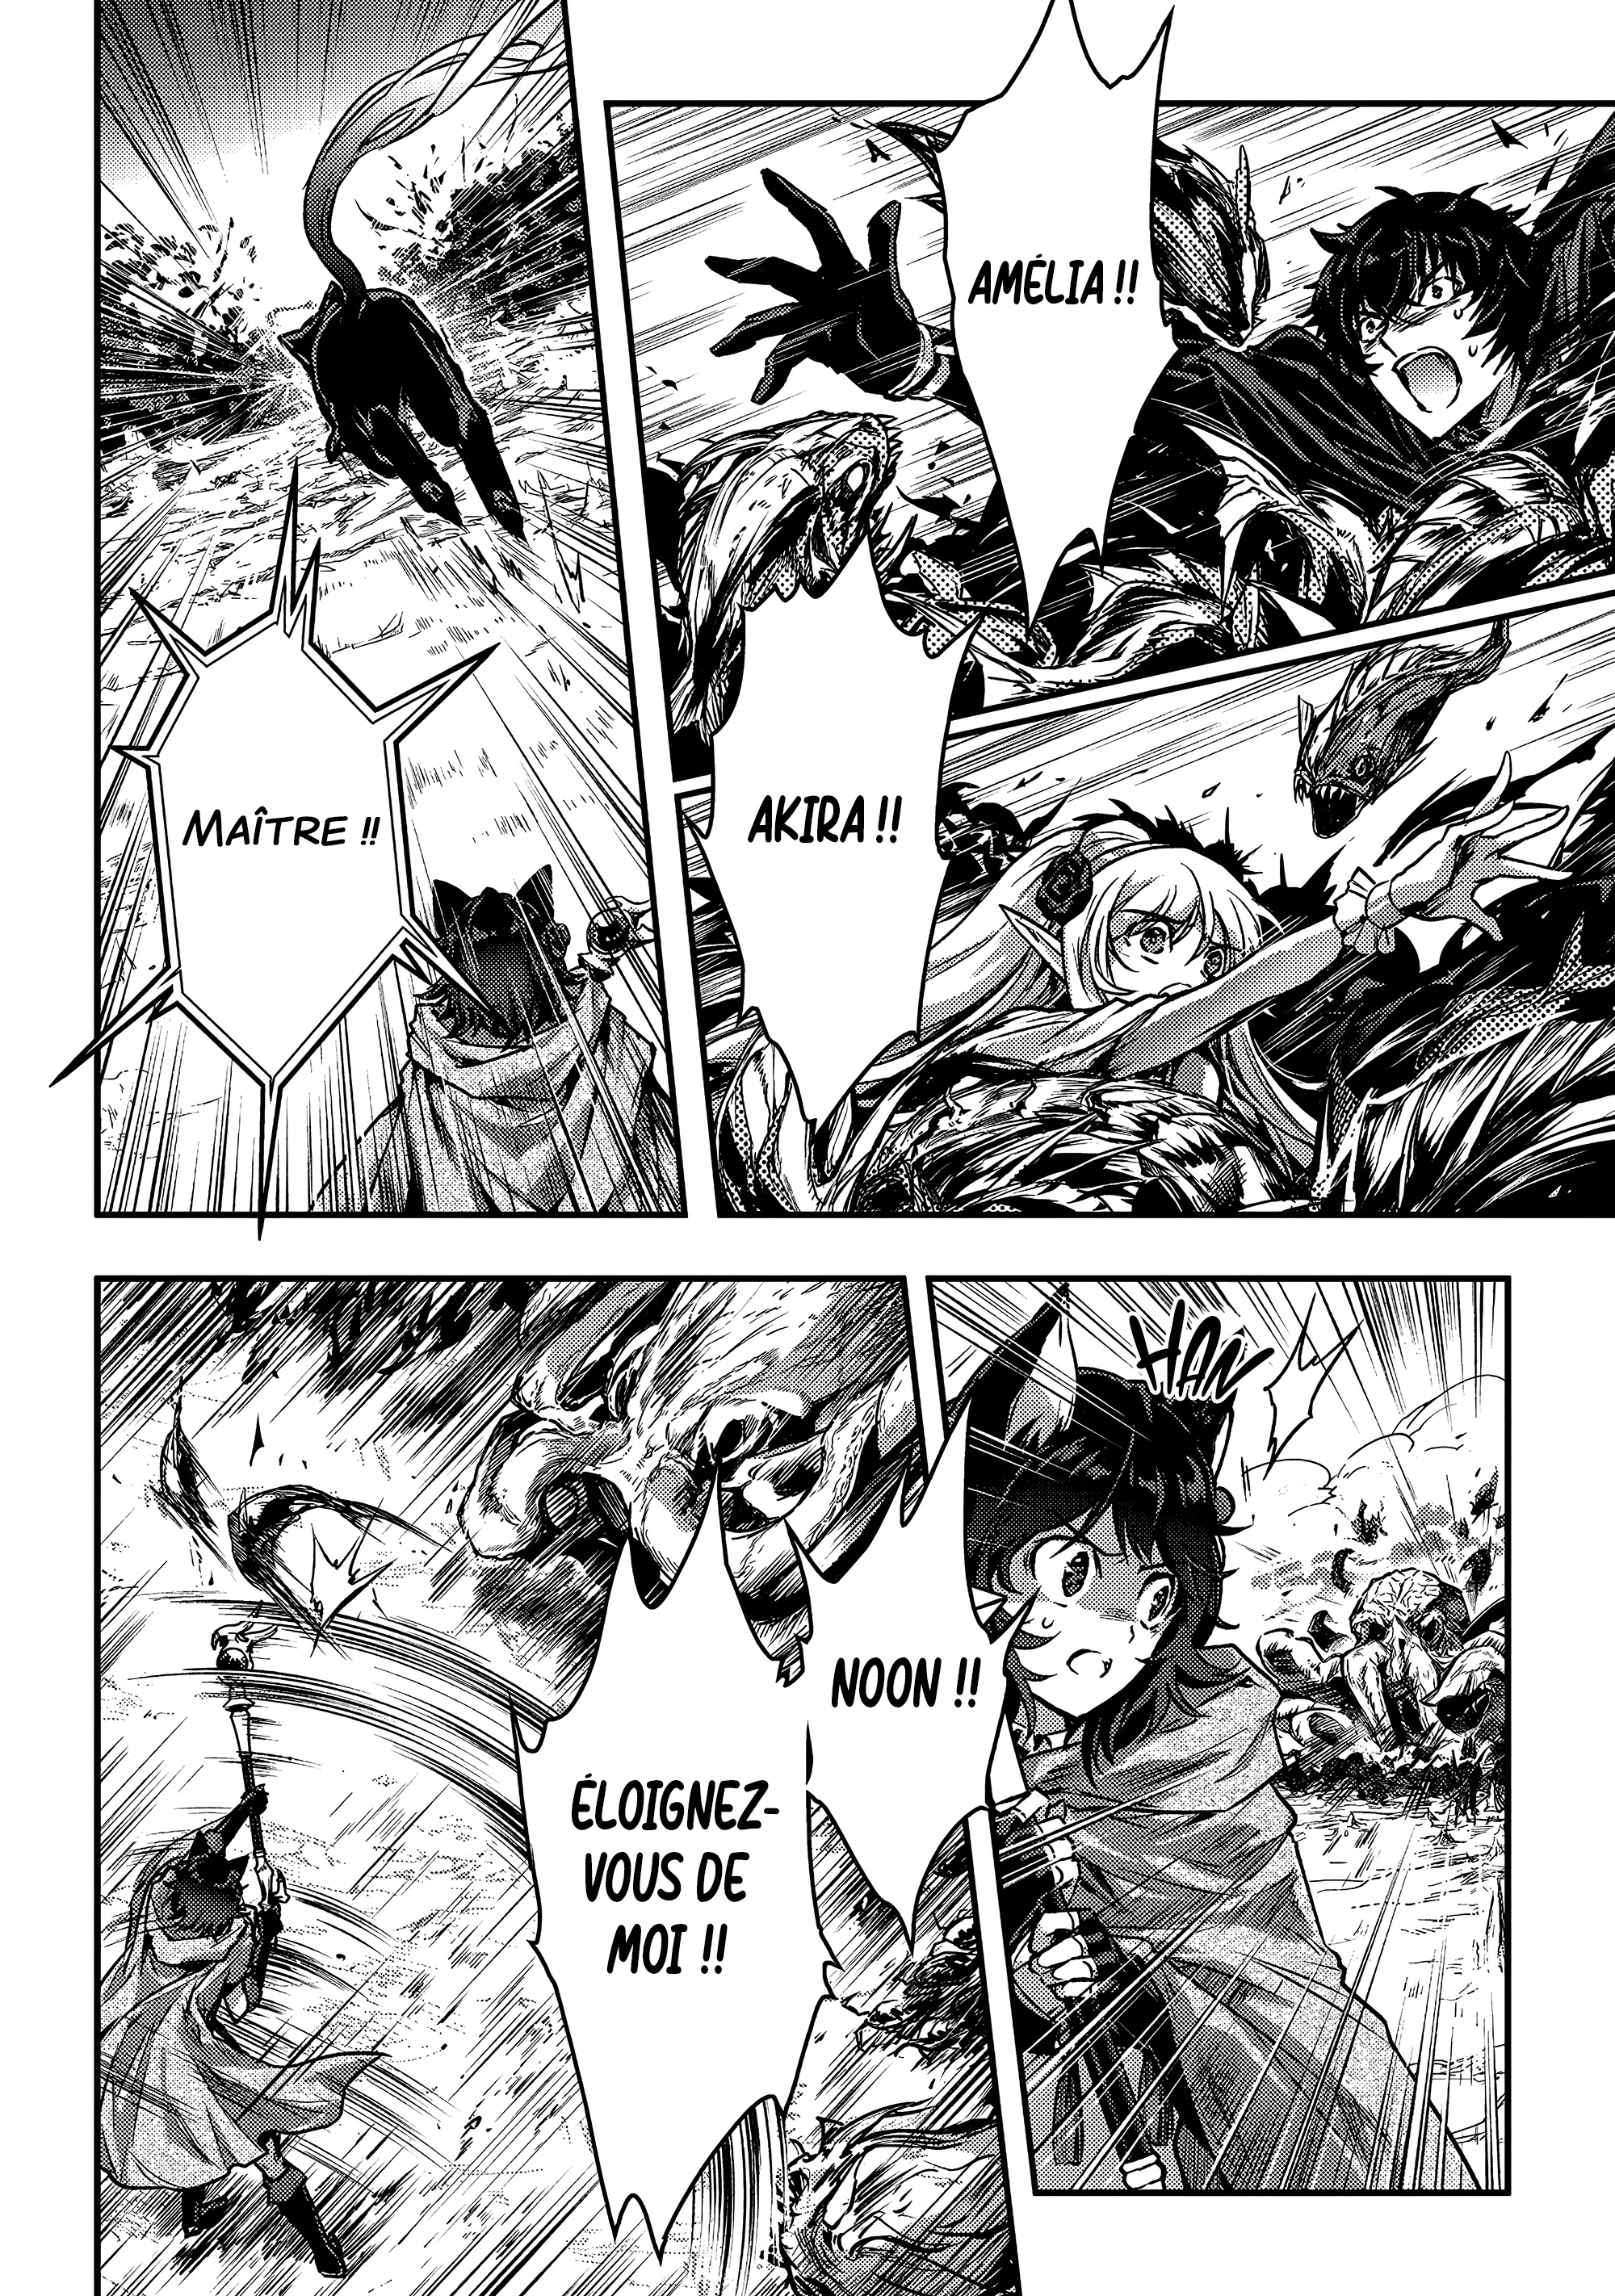 AMÉLIA !!
AKIRA !!
MAÎTRE !!
HAN
NOON !!
ÉLOIGNEZ-
VOUS DE
MOI !!